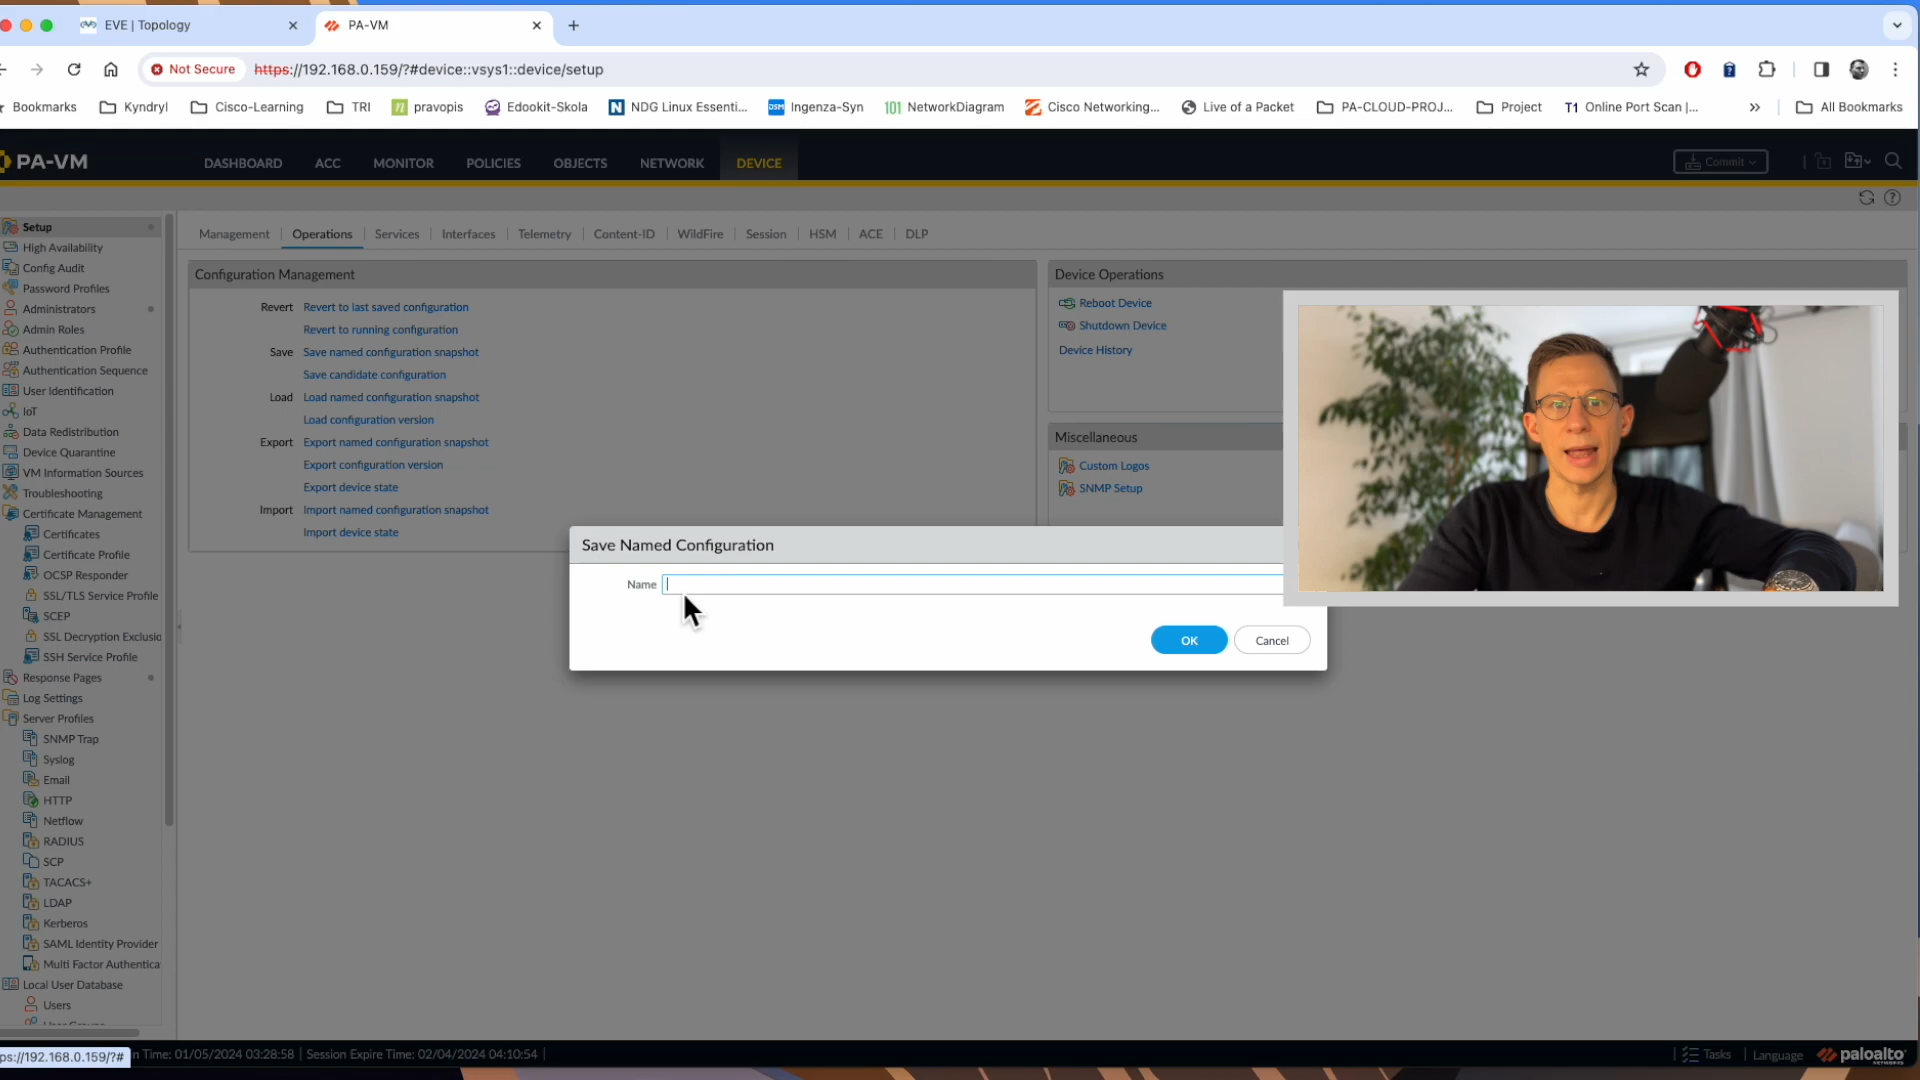 EVE | Topology
PA-VM
Not Secure https://192.168.0.159/?#device::vsys1::device/setup
Bookmarks Kyndryl Cisco-Learning TRI pravopis Edookit-Skola NDG Linux Essenti... Ingenza-Syn NetworkDiagram Cisco Networking... Live of a Packet PA-CLOUD-PROJ... Project T1 Online Port Scan |... » All Bookmarks
PA-VM DASHBOARD ACC MONITOR POLICIES OBJECTS NETWORK DEVICE Commit
Setup
High Availability
Config Audit
Password Profiles
Administrators
Admin Roles
Authentication Profile
Authentication Sequence
User Identification
IoT
Data Redistribution
Device Quarantine
VM Information Sources
Troubleshooting
Certificate Management
Certificates
Certificate Profile
OCSP Responder
SSL/TLS Service Profile
SCEP
SSL Decryption Exclusio
SSH Service Profile
Response Pages
Log Settings
Server Profiles
SNMP Trap
Syslog
Email
HTTP
Netflow
RADIUS
SCP
TACACS+
LDAP
Kerberos
SAML Identity Provider
Multi Factor Authentica
Local User Database
Users
Management Operations Services Interfaces Telemetry Content-ID WildFire Session HSM ACE DLP
Configuration Management
Revert Revert to last saved configuration
Revert to running configuration
Save Save named configuration snapshot
Save candidate configuration
Load Load named configuration snapshot
Load configuration version
Export Export named configuration snapshot
Export configuration version
Export device state
Import Import named configuration snapshot
Import device state
Device Operations
Reboot Device
Shutdown Device
Device History
Miscellaneous
Custom Logos
SNMP Setup
Save Named Configuration
Name
OK Cancel
ps://192.168.0.159/?# n Time: 01/05/2024 03:28:58 | Session Expire Time: 02/04/2024 04:10:54 |
Tasks | Language paloalto
NETWORKS